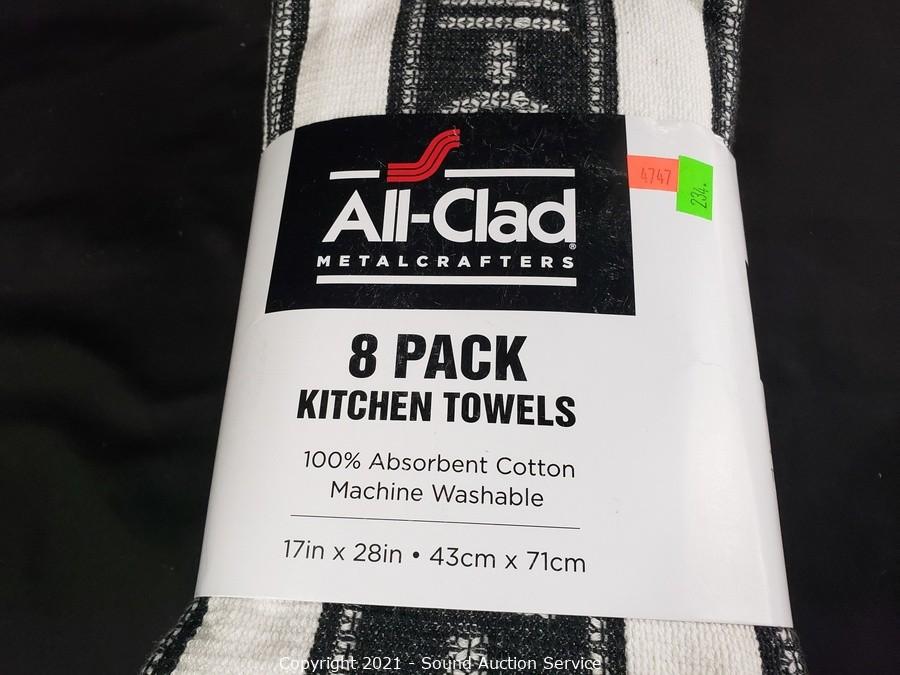 4747
234.
All-Clad®
METALCRAFTERS
8 PACK
KITCHEN TOWELS
100% Absorbent Cotton
Machine Washable
17in x 28in • 43cm x 71cm
Copyright 2021 - Sound Auction Service